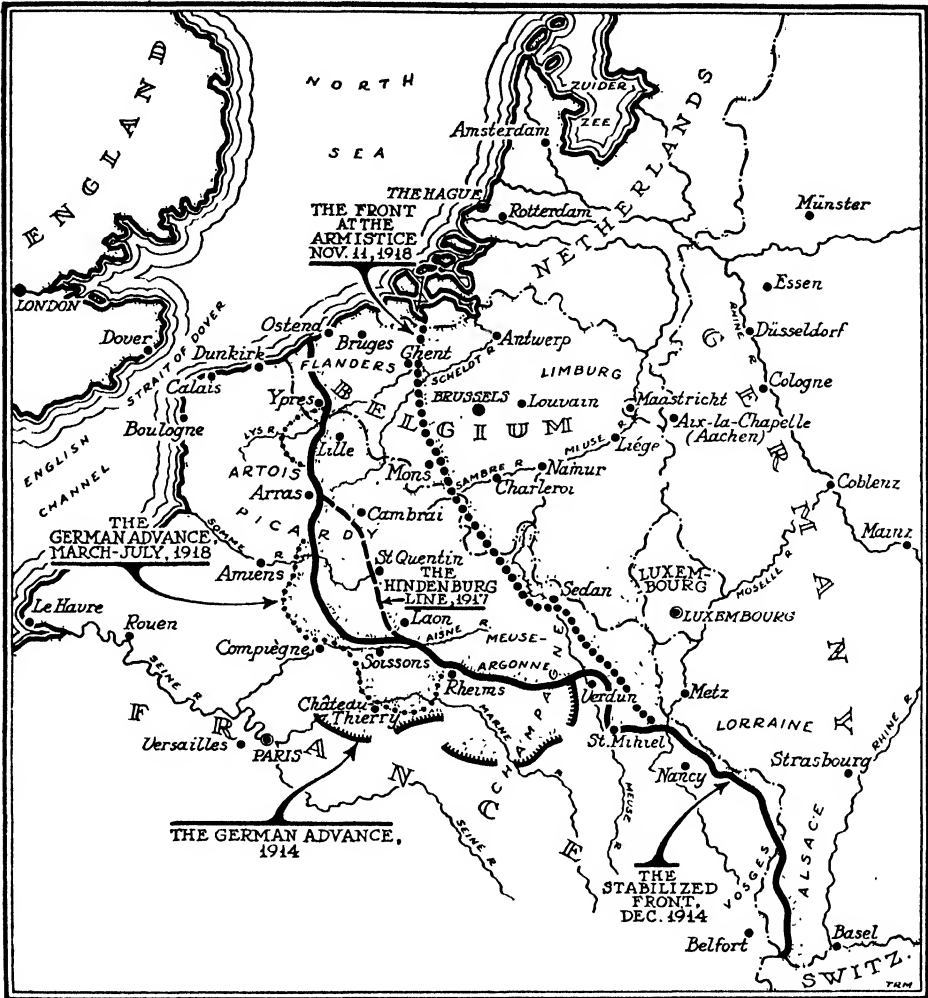 ENGLAND
NORTH
SEA
ZUIDER
ZEE
Amsterdam
NETHERLANDS
THE HAGUE
Rotterdam
THE FRONT
AT THE
ARMISTICE
NOV. 11, 1918
Münster
LONDON
Essen
RHINE R.
Düsseldorf
Dover
STRAIT OF DOVER
Ostend
Bruges
Antwerp
Dunkirk
FLANDERS
Ghent
SCHELDT R.
LIMBURG
Calais
Cologne
GERMANY
Ypres
BELGIUM
BRUSSELS
Louvain
Maastricht
Aix-la-Chapelle
(Aachen)
Boulogne
LYS R.
Lille
MEUSE R.
Liége
ENGLISH
CHANNEL
ARTOIS
Mons
SAMBRE R.
Namur
Charleroi
Coblenz
Arras
Cambrai
PICARDY
Mainz
THE
GERMAN ADVANCE,
MARCH-JULY, 1918
SOMME R.
Amiens
St Quentin
THE
HINDENBURG
LINE, 1917
Sedan
LUXEM-
BOURG
MOSELLE R.
LUXEMBOURG
Le Havre
Rouen
Laon
AISNE R.
MEUSE-
ARGONNE
Compiègne
Soissons
Rheims
SEINE R.
Verdun
Metz
Château
Thierry
MARNE R.
CHAMPAGNE
LORRAINE
RHINE R.
FRANCE
Versailles
PARIS
St. Mihiel
Nancy
Strasbourg
THE GERMAN ADVANCE,
1914
SEINE R.
MEUSE R.
THE
STABILIZED
FRONT,
DEC. 1914
VOSGES
ALSACE
Belfort
Basel
SWITZ.
TRM